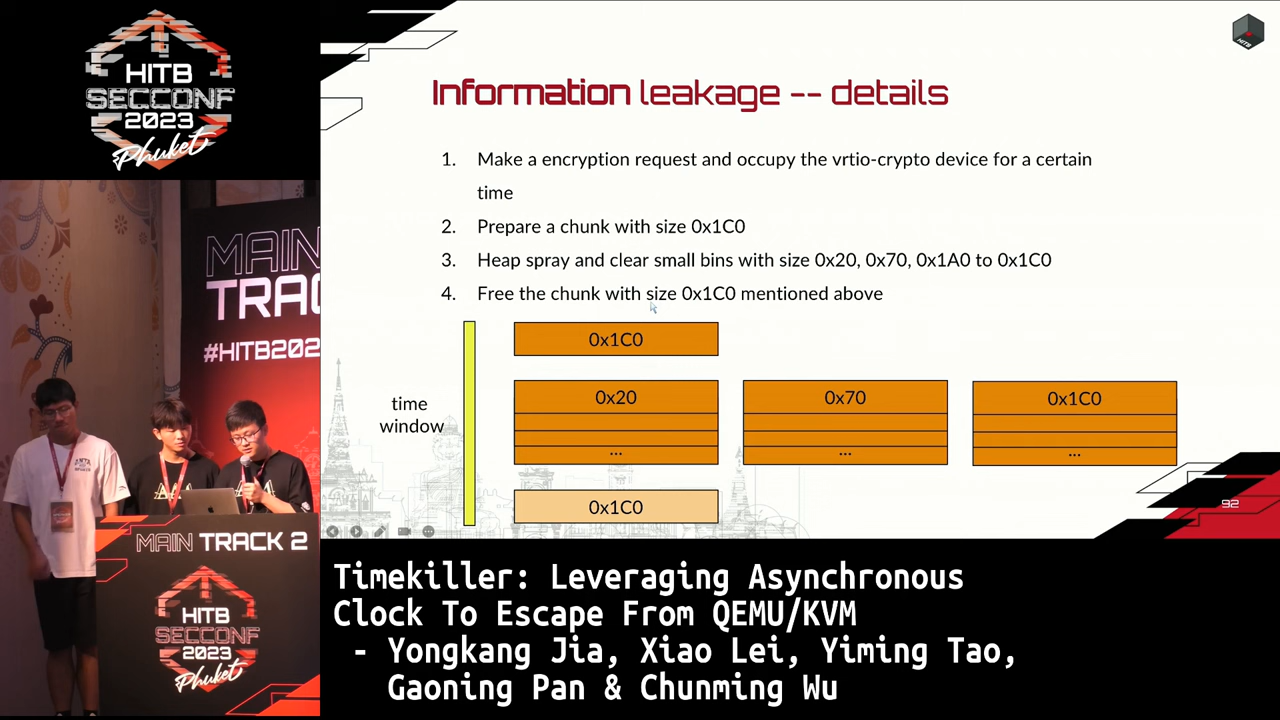 HITB
SECCONF
2023
Phuket
MAIN
TRAC
#HITB202
MAIN TRACK 2
HITB
SECCONF
2023
Phuket
HITB
Information leakage -- details
1. Make a encryption request and occupy the vrtio-crypto device for a certain
time
2. Prepare a chunk with size 0x1C0
3. Heap spray and clear small bins with size 0x20, 0x70, 0x1A0 to 0x1C0
4. Free the chunk with size 0x1C0 mentioned above
0x1C0
time
window
0x20
0x70
0x1C0
...
...
...
0x1C0
92
Timekiller: Leveraging Asynchronous
Clock To Escape From QEMU/KVM
- Yongkang Jia, Xiao Lei, Yiming Tao,
Gaoning Pan & Chunming Wu